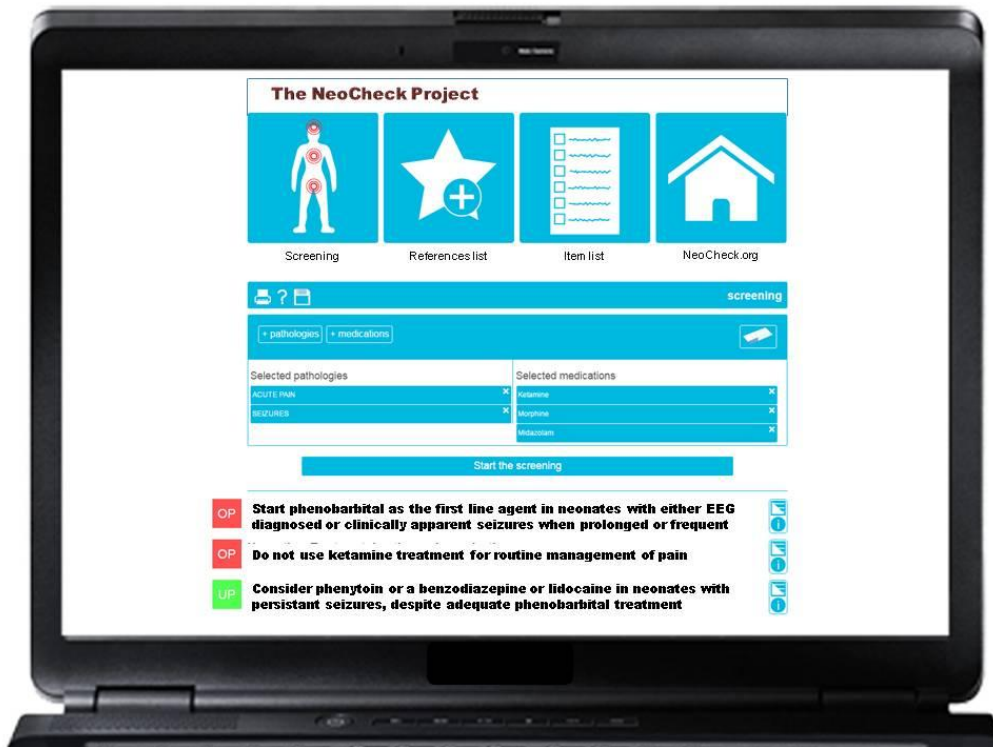 The NeoCheck Project
Screening
References list
Item list
NeoCheck.org
?
screening
+ pathologies + medications
Selected pathologies
Selected medications
ACUTE PAIN ×
SEIZURES ×
Ketamine ×
Morphine ×
Midazolam ×
Start the screening
OP
Start phenobarbital as the first line agent in neonates with either EEG
diagnosed or clinically apparent seizures when prolonged or frequent
i
OP
Do not use ketamine treatment for routine management of pain
i
UP
Consider phenytoin or a benzodiazepine or lidocaine in neonates with
persistant seizures, despite adequate phenobarbital treatment
i